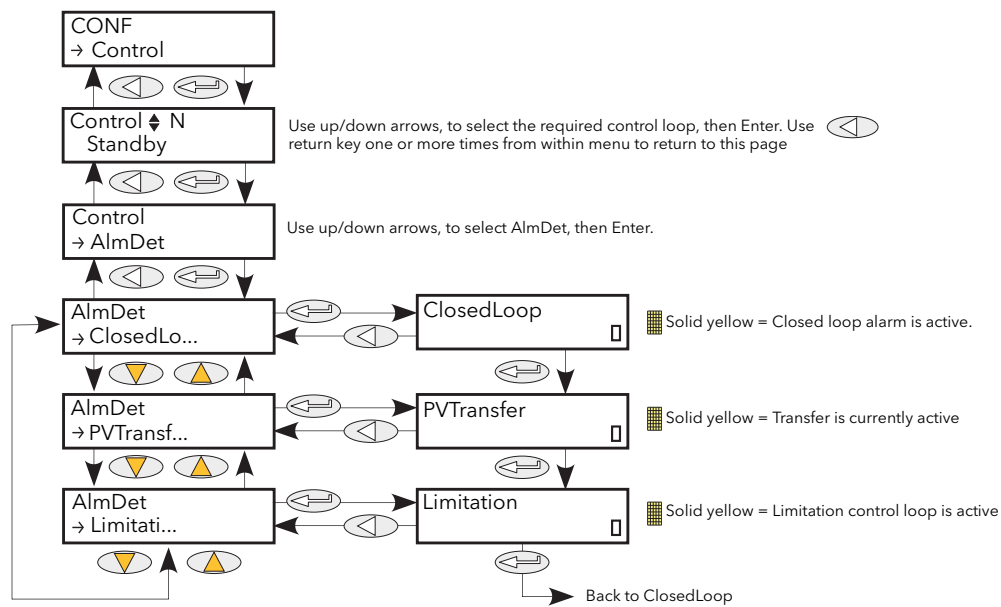 CONF
→ Control
Control ♦ N
Standby
Use up/down arrows, to select the required control loop, then Enter. Use
return key one or more times from within menu to return to this page
Control
→ AlmDet
Use up/down arrows, to select AlmDet, then Enter.
AlmDet
→ ClosedLo...
ClosedLoop
Solid yellow = Closed loop alarm is active.
AlmDet
→ PVTransf...
PVTransfer
Solid yellow = Transfer is currently active
AlmDet
→ Limitati...
Limitation
Solid yellow = Limitation control loop is active
Back to ClosedLoop